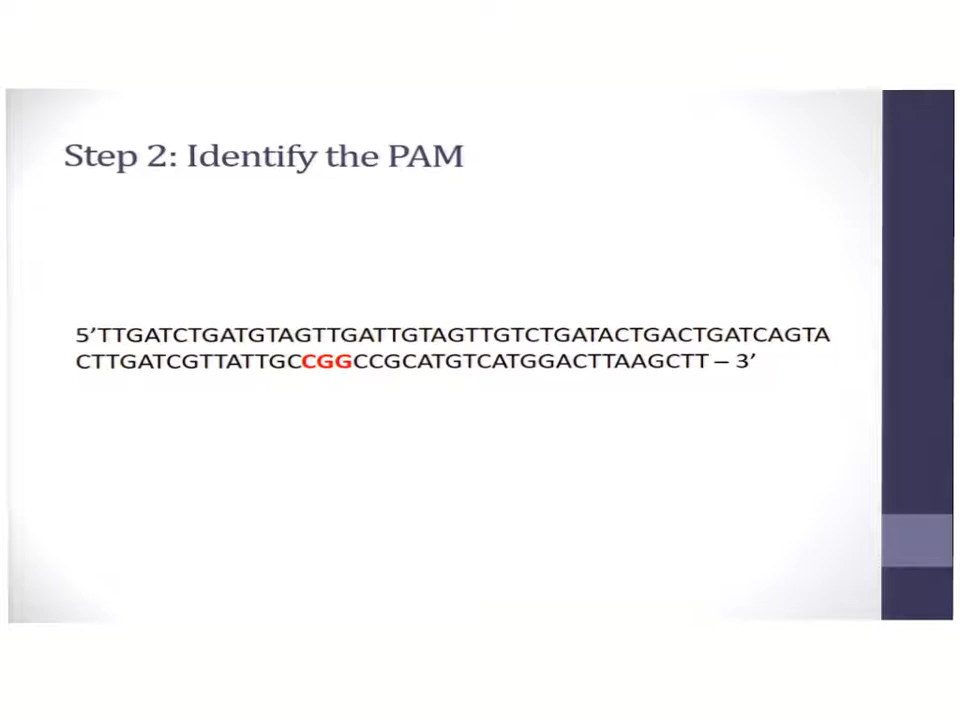 Step 2: Identify the PAM
5’TTGATCTGATGTAGTTGATTGTAGTTGTCTGATACTGACTGATCAGTA
CTTGATCGTTATTGCCGGCCGCATGTCATGGACTTAAGCTT – 3’